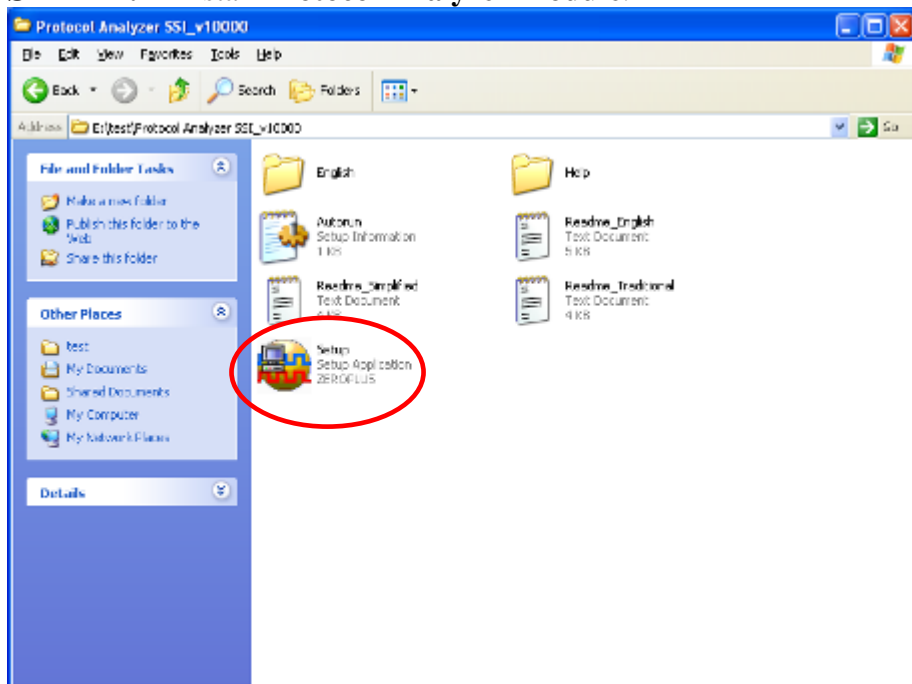 Protocol Analyzer SSI_v10000
File Edit View Favorites Tools Help
Back Search Folders
Address E:\test\Protocol Analyzer SSI_v10000 Go
File and Folder Tasks
Make a new folder
Publish this folder to the
Web
Share this folder
Other Places
test
My Documents
Shared Documents
My Computer
My Network Places
Details
English
Help
Autorun
Setup Information
1 KB
Readme_English
Text Document
5 KB
Readme_Simplified
Text Document
4 KB
Readme_Traditional
Text Document
4 KB
Setup
Setup Application
ZEROPLUS